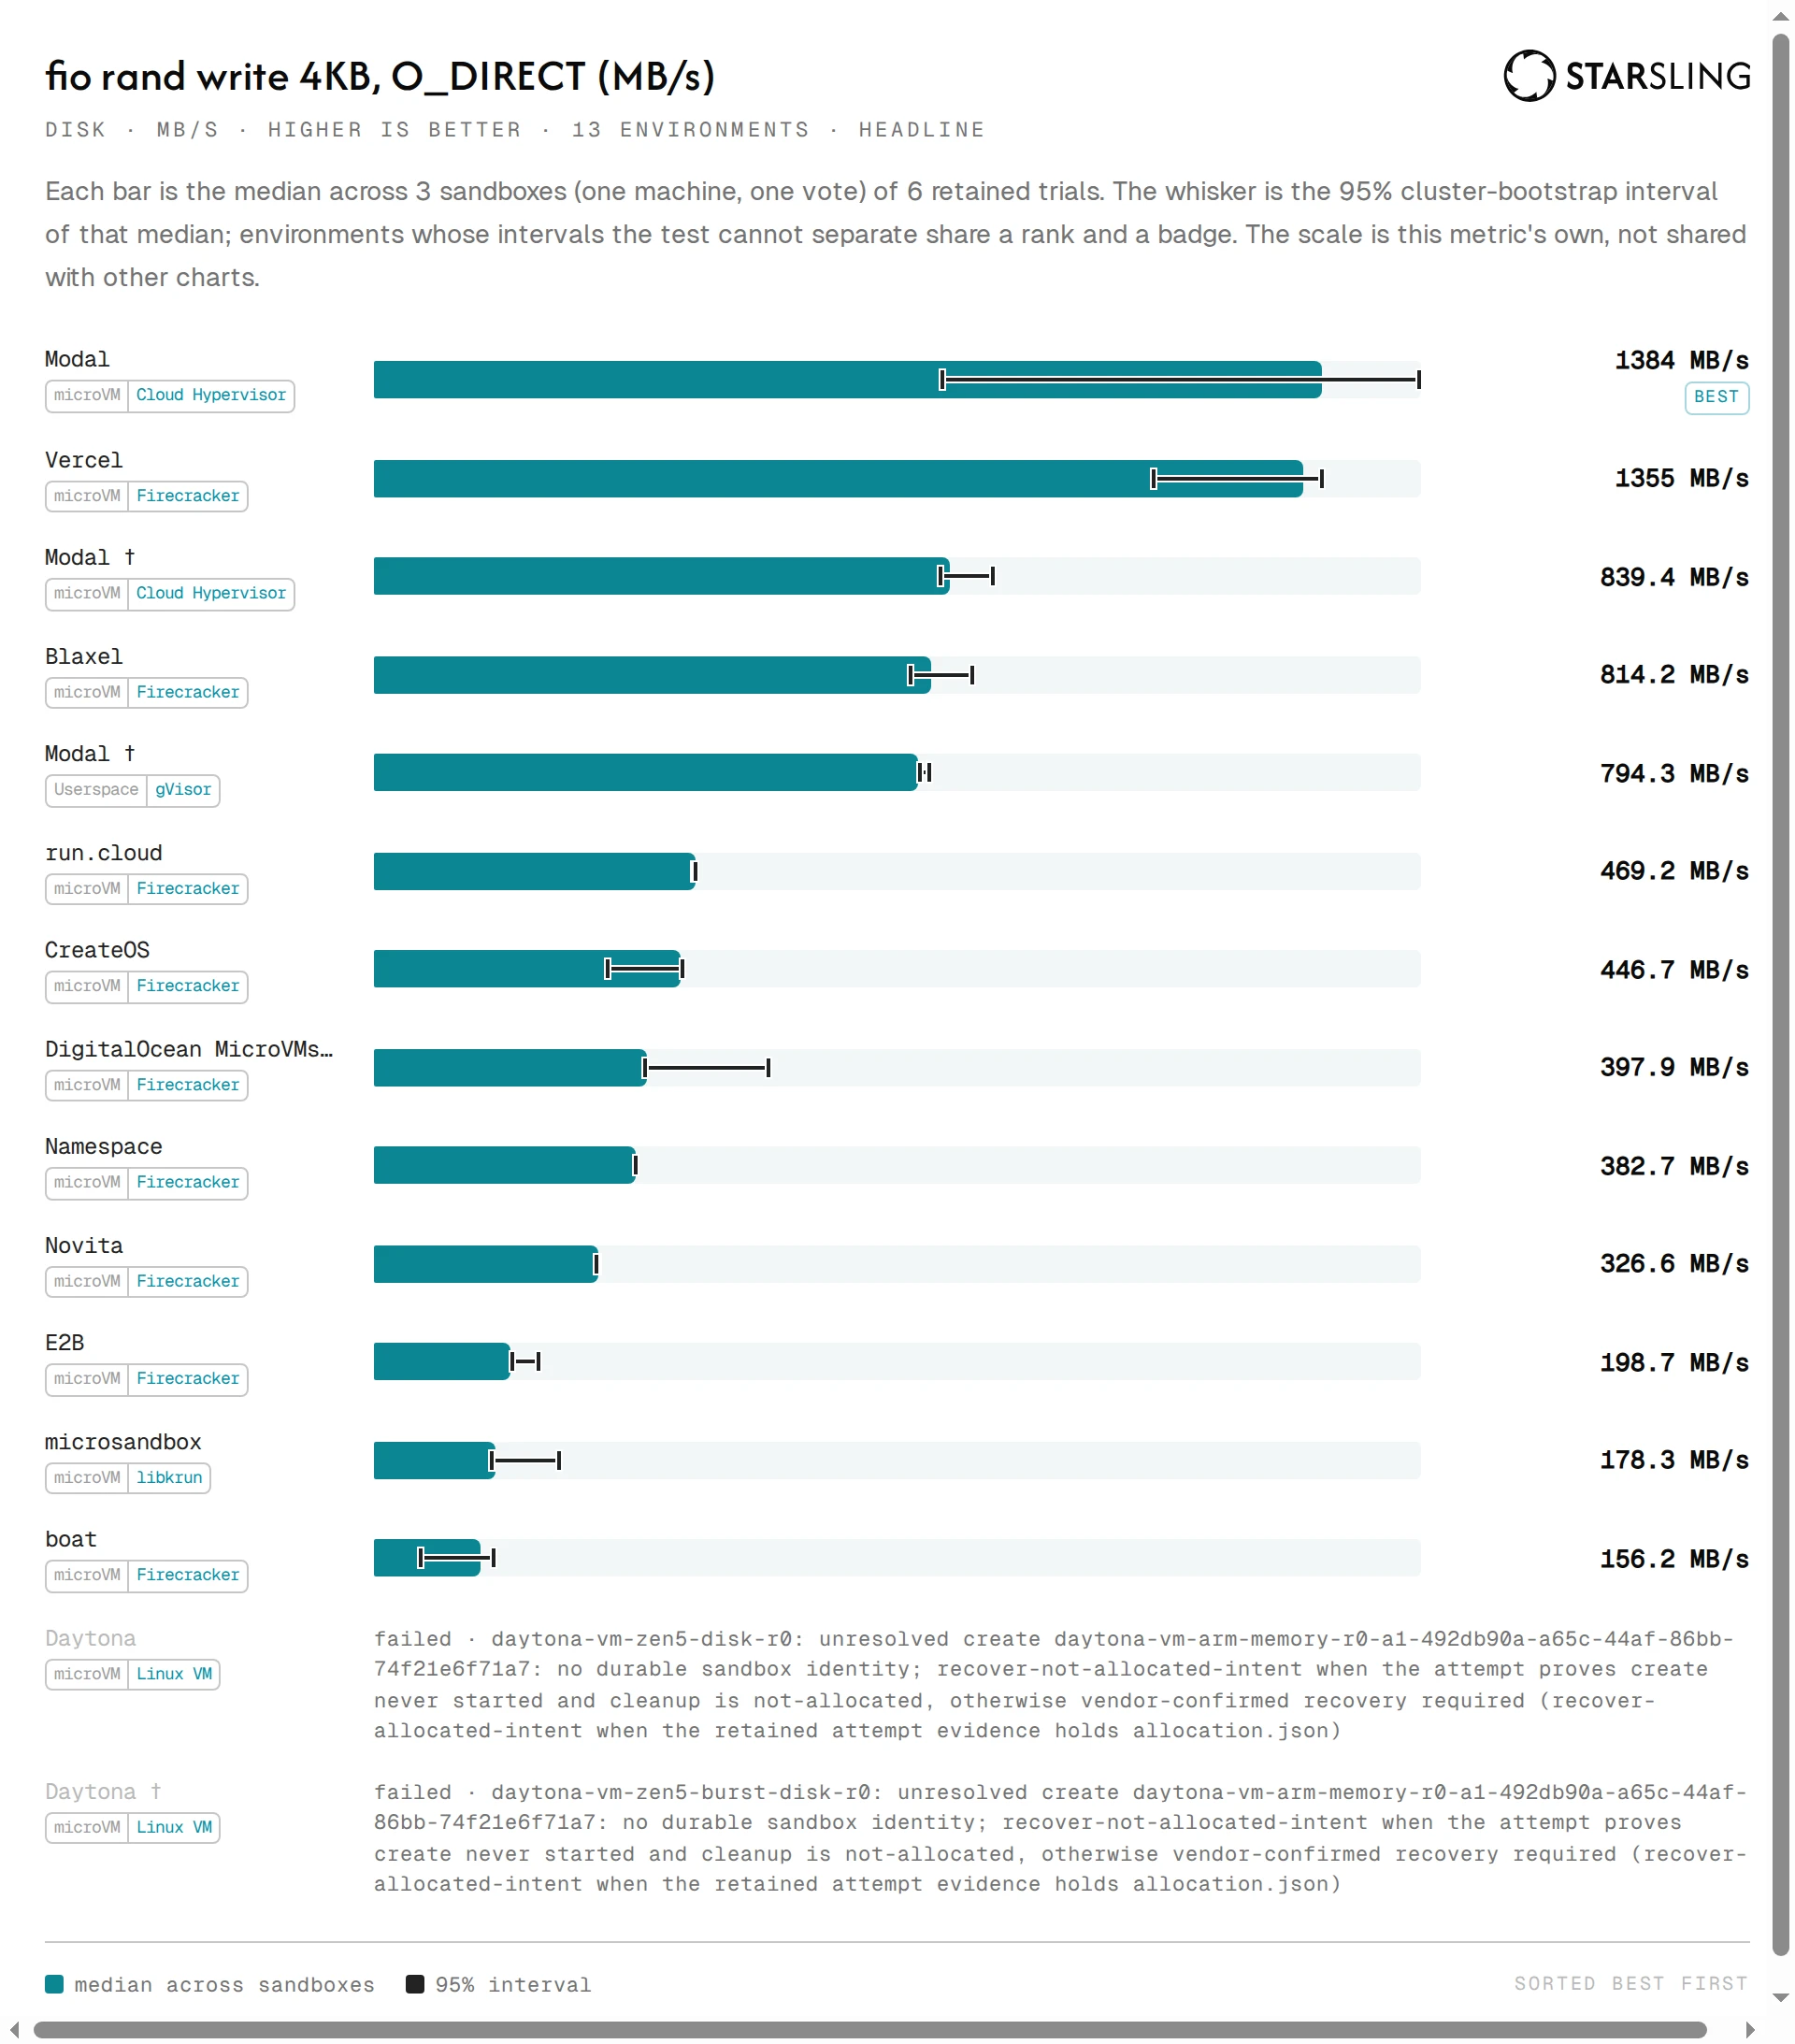 fio rand write 4KB, O_DIRECT (MB/s)
STARSLING
DISK · MB/S · HIGHER IS BETTER · 13 ENVIRONMENTS · HEADLINE
Each bar is the median across 3 sandboxes (one machine, one vote) of 6 retained trials. The whisker is the 95% cluster-bootstrap interval
of that median; environments whose intervals the test cannot separate share a rank and a badge. The scale is this metric's own, not shared
with other charts.
Modal
microVM Cloud Hypervisor
1384 MB/s
BEST
Vercel
microVM Firecracker
1355 MB/s
Modal †
microVM Cloud Hypervisor
839.4 MB/s
Blaxel
microVM Firecracker
814.2 MB/s
Modal †
Userspace gVisor
794.3 MB/s
run.cloud
microVM Firecracker
469.2 MB/s
CreateOS
microVM Firecracker
446.7 MB/s
DigitalOcean MicroVMs…
microVM Firecracker
397.9 MB/s
Namespace
microVM Firecracker
382.7 MB/s
Novita
microVM Firecracker
326.6 MB/s
E2B
microVM Firecracker
198.7 MB/s
microsandbox
microVM libkrun
178.3 MB/s
boat
microVM Firecracker
156.2 MB/s
Daytona
microVM Linux VM
failed · daytona-vm-zen5-disk-r0: unresolved create daytona-vm-arm-memory-r0-a1-492db90a-a65c-44af-86bb-
74f21e6f71a7: no durable sandbox identity; recover-not-allocated-intent when the attempt proves create
never started and cleanup is not-allocated, otherwise vendor-confirmed recovery required (recover-
allocated-intent when the retained attempt evidence holds allocation.json)
Daytona †
microVM Linux VM
failed · daytona-vm-zen5-burst-disk-r0: unresolved create daytona-vm-arm-memory-r0-a1-492db90a-a65c-44af-
86bb-74f21e6f71a7: no durable sandbox identity; recover-not-allocated-intent when the attempt proves
create never started and cleanup is not-allocated, otherwise vendor-confirmed recovery required (recover-
allocated-intent when the retained attempt evidence holds allocation.json)
median across sandboxes
95% interval
SORTED BEST FIRST